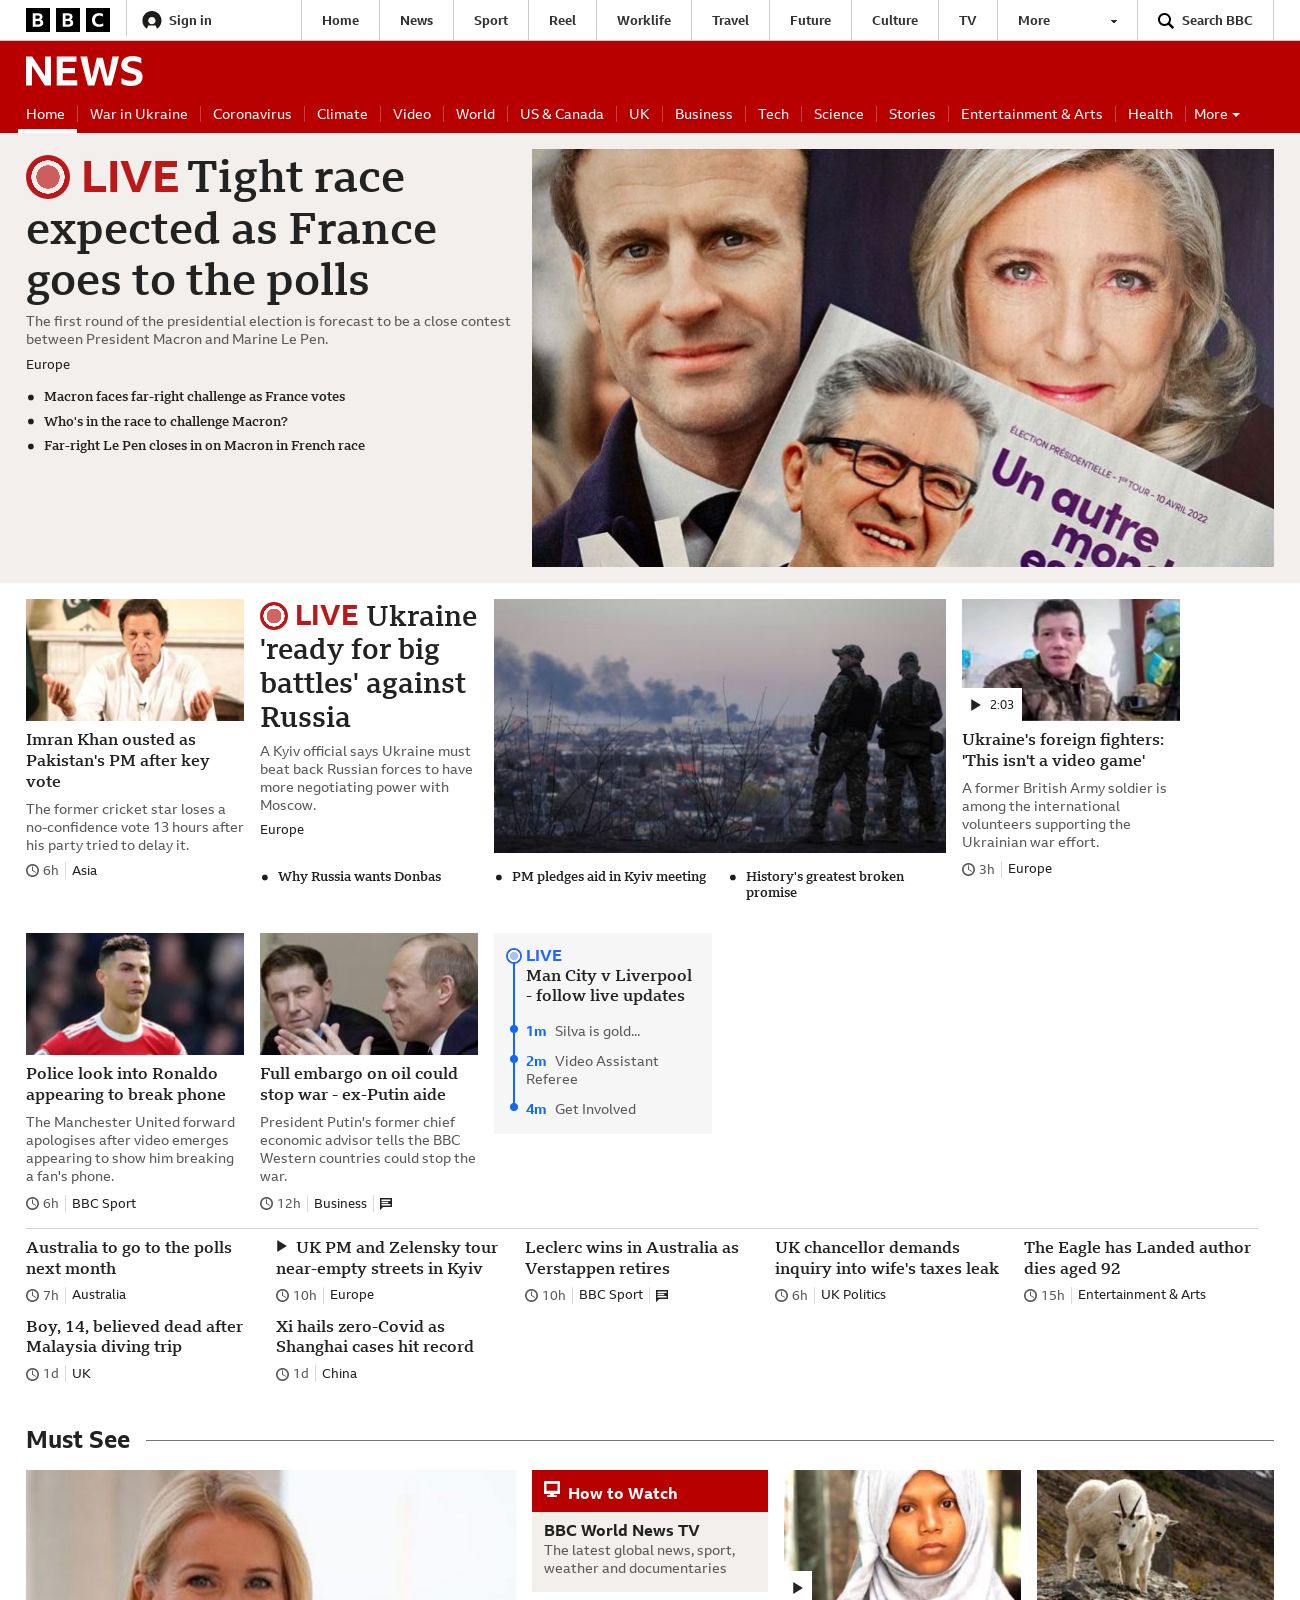 BBC
Sign in
Home
News
Sport
Reel
Worklife
Travel
Future
Culture
TV
More
Search BBC
NEWS
Home
War in Ukraine
Coronavirus
Climate
Video
World
US & Canada
UK
Business
Tech
Science
Stories
Entertainment & Arts
Health
More
LIVE Tight race
expected as France
goes to the polls
The first round of the presidential election is forecast to be a close contest
between President Macron and Marine Le Pen.
Europe
Macron faces far-right challenge as France votes
Who's in the race to challenge Macron?
Far-right Le Pen closes in on Macron in French race
ÉLECTION PRÉSIDENTIELLE - 1ER TOUR - 10 AVRIL 2022
Un autre
Imran Khan ousted as
Pakistan's PM after key
vote
The former cricket star loses a
no-confidence vote 13 hours after
his party tried to delay it.
6h
Asia
LIVE Ukraine
'ready for big
battles' against
Russia
A Kyiv official says Ukraine must
beat back Russian forces to have
more negotiating power with
Moscow.
Europe
Why Russia wants Donbas
PM pledges aid in Kyiv meeting
History's greatest broken
promise
2:03
Ukraine's foreign fighters:
'This isn't a video game'
A former British Army soldier is
among the international
volunteers supporting the
Ukrainian war effort.
3h
Europe
Police look into Ronaldo
appearing to break phone
The Manchester United forward
apologises after video emerges
appearing to show him breaking
a fan's phone.
6h
BBC Sport
Full embargo on oil could
stop war - ex-Putin aide
President Putin's former chief
economic advisor tells the BBC
Western countries could stop the
war.
12h
Business
LIVE
Man City v Liverpool
- follow live updates
1m Silva is gold...
2m Video Assistant
Referee
4m Get Involved
Australia to go to the polls
next month
7h
Australia
UK PM and Zelensky tour
near-empty streets in Kyiv
10h
Europe
Leclerc wins in Australia as
Verstappen retires
10h
BBC Sport
UK chancellor demands
inquiry into wife's taxes leak
6h
UK Politics
The Eagle has Landed author
dies aged 92
15h
Entertainment & Arts
Boy, 14, believed dead after
Malaysia diving trip
1d
UK
Xi hails zero-Covid as
Shanghai cases hit record
1d
China
Must See
How to Watch
BBC World News TV
The latest global news, sport,
weather and documentaries